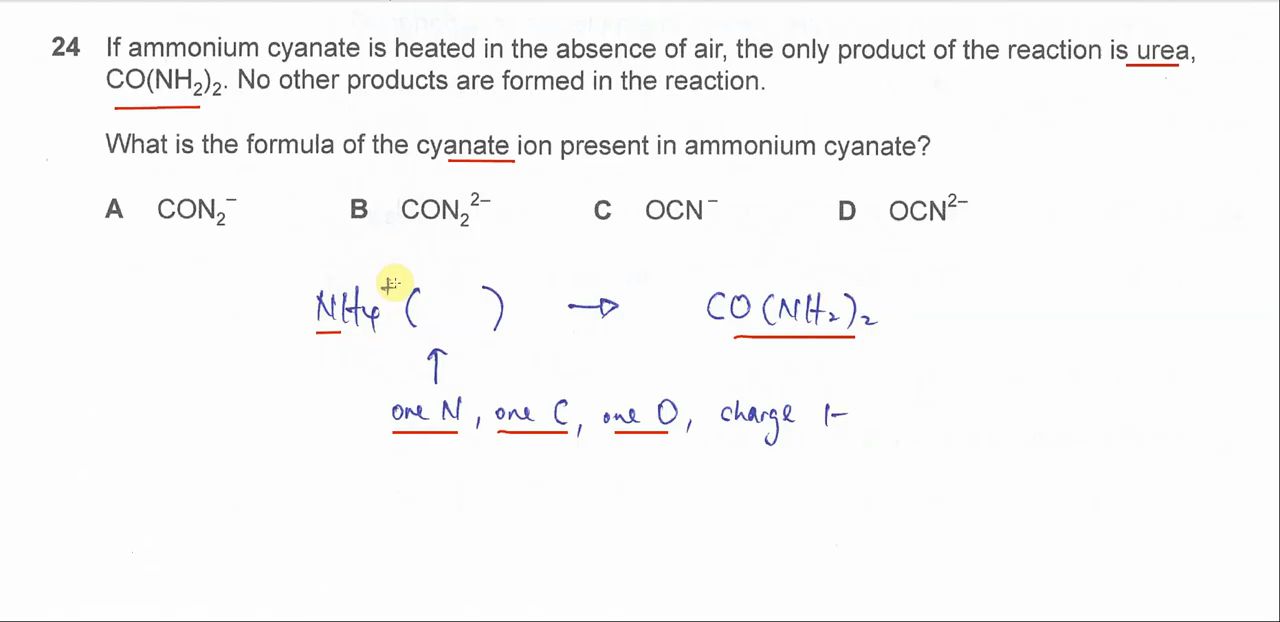 24 If ammonium cyanate is heated in the absence of air, the only product of the reaction is urea,
CO(NH₂)₂. No other products are formed in the reaction.
What is the formula of the cyanate ion present in ammonium cyanate?
A CON₂⁻ B CON₂²⁻ C OCN⁻ D OCN²⁻
NH₄⁺ ( ) → CO(NH₂)₂
↑
one N, one C, one O, charge 1-